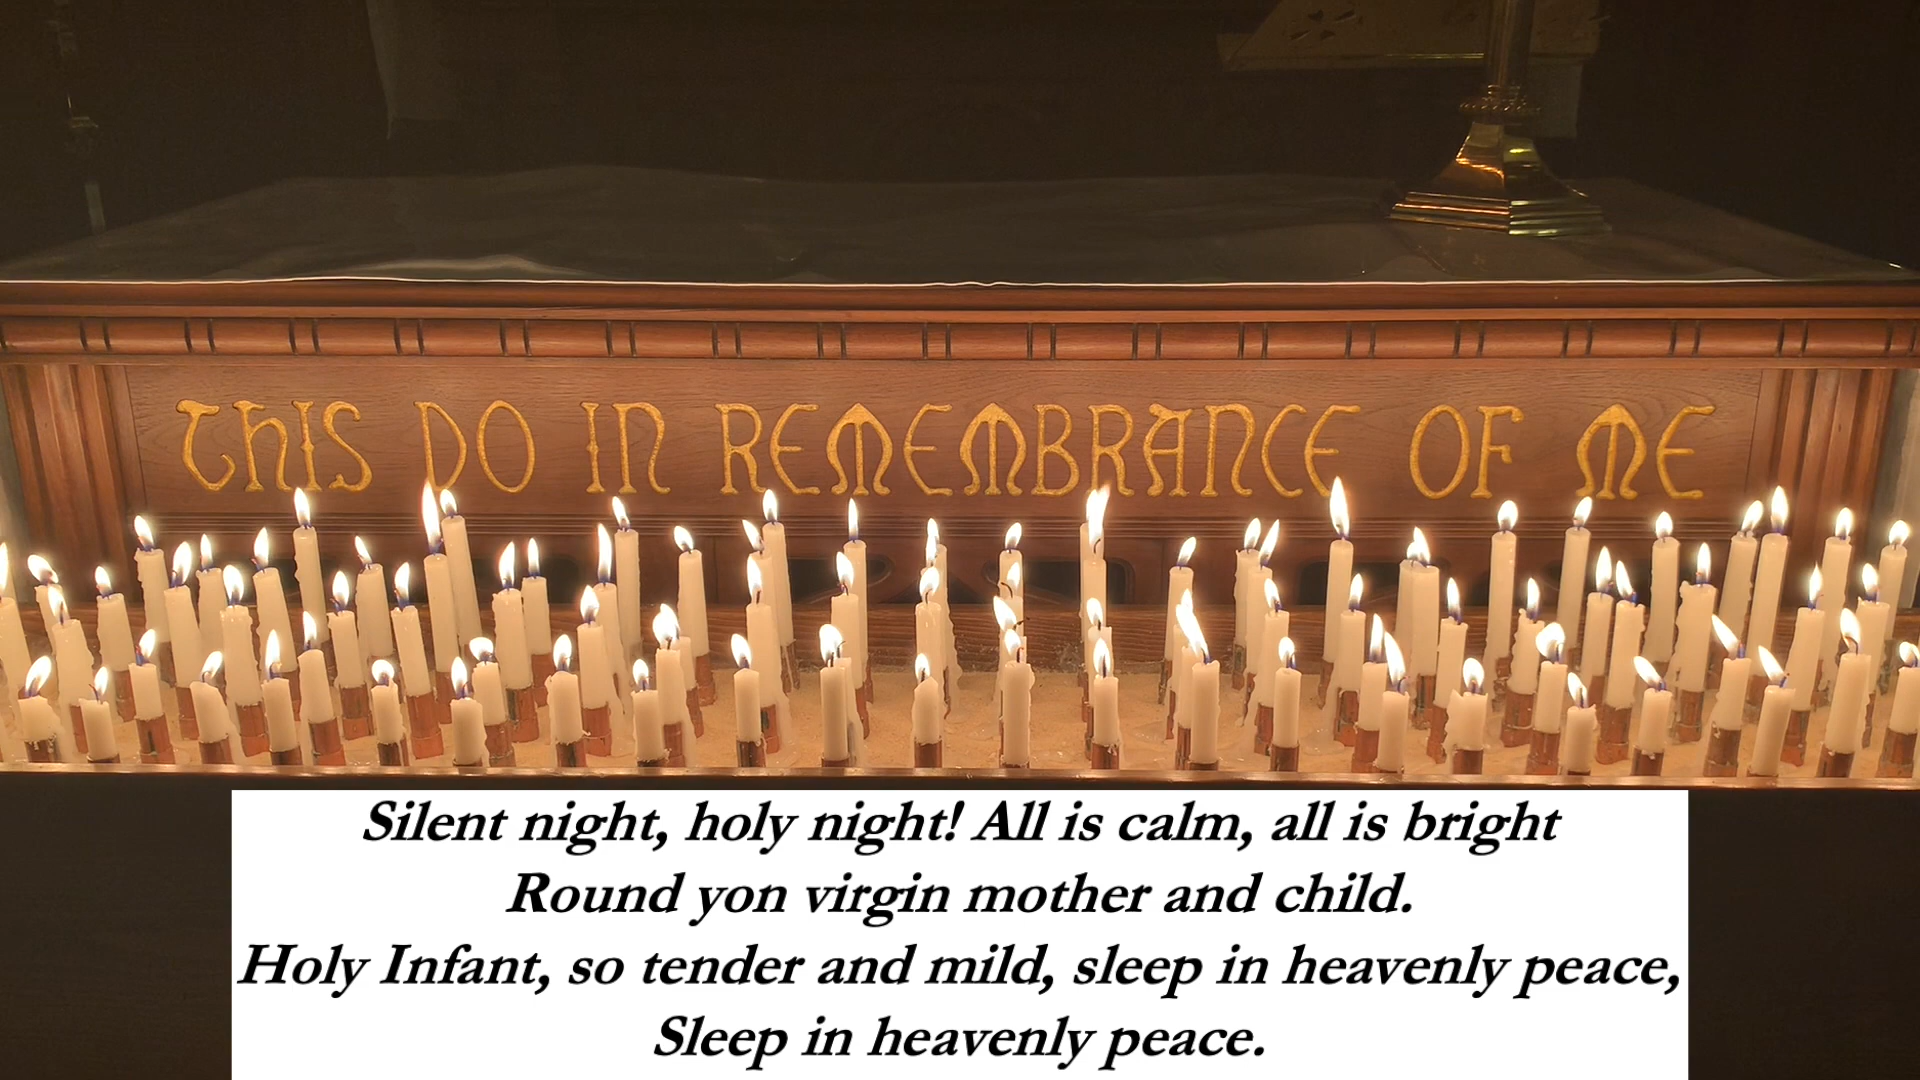 THIS DO IN REMEMBRANCE OF ME
Silent night, holy night! All is calm, all is bright
Round yon virgin mother and child.
Holy Infant, so tender and mild, sleep in heavenly peace,
Sleep in heavenly peace.